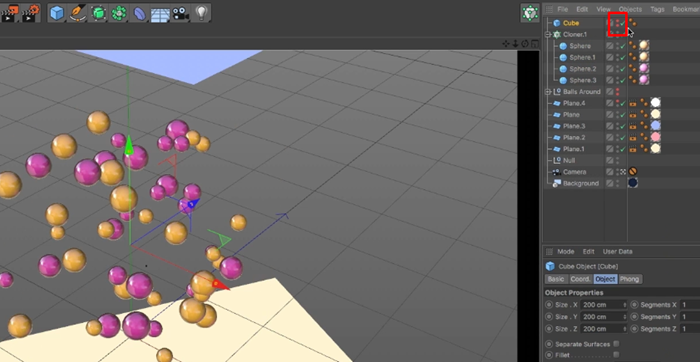 File Edit View Objects Tags Bookmar
Cube
Cloner.1
Sphere
Sphere.1
Sphere.2
Sphere.3
Balls Around
Plane.4
Plane
Plane.3
Plane.2
Plane.1
Null
Camera
Background
Mode Edit User Data
Cube Object [Cube]
Basic Coord. Object Phong
Object Properties
Size . X 200 cm Segments X 1
Size . Y 200 cm Segments Y 1
Size . Z 200 cm Segments Z 1
Separate Surfaces
Fillet